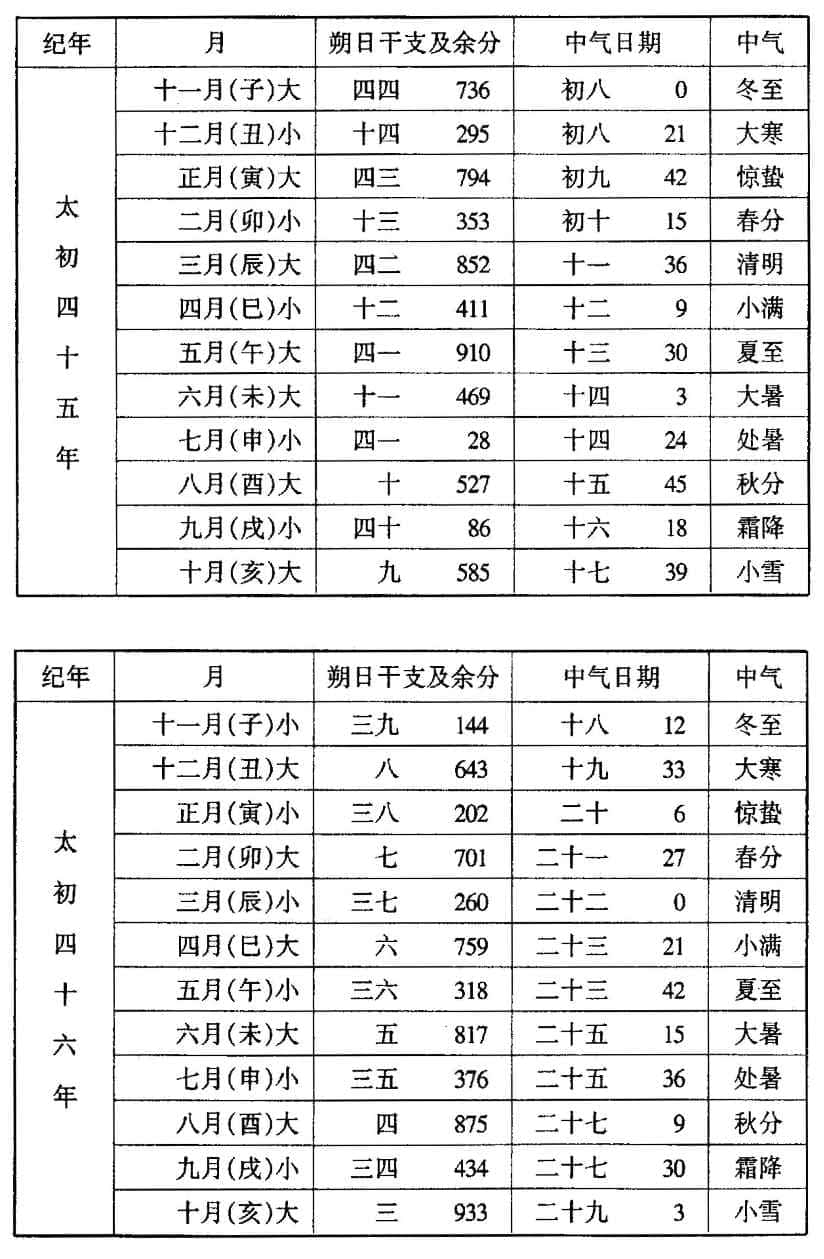 纪年 月 朔日干支及余分 中气日期 中气
太初四十五年
十一月(子)大 四四 736 初八 0 冬至
十二月(丑)小 十四 295 初八 21 大寒
正月(寅)大 四三 794 初九 42 惊蛰
二月(卯)小 十三 353 初十 15 春分
三月(辰)大 四二 852 十一 36 清明
四月(巳)小 十二 411 十二 9 小满
五月(午)大 四一 910 十三 30 夏至
六月(未)大 十一 469 十四 3 大暑
七月(申)小 四一 28 十四 24 处暑
八月(酉)大 十 527 十五 45 秋分
九月(戌)小 四十 86 十六 18 霜降
十月(亥)大 九 585 十七 39 小雪
纪年 月 朔日干支及余分 中气日期 中气
太初四十六年
十一月(子)小 三九 144 十八 12 冬至
十二月(丑)大 八 643 十九 33 大寒
正月(寅)小 三八 202 二十 6 惊蛰
二月(卯)大 七 701 二十一 27 春分
三月(辰)小 三七 260 二十二 0 清明
四月(巳)大 六 759 二十三 21 小满
五月(午)小 三六 318 二十三 42 夏至
六月(未)大 五 817 二十五 15 大暑
七月(申)小 三五 376 二十五 36 处暑
八月(酉)大 四 875 二十七 9 秋分
九月(戌)小 三四 434 二十七 30 霜降
十月(亥)大 三 933 二十九 3 小雪